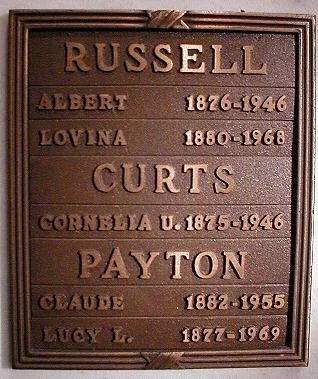 RUSSELL
ALBERT 1876-1946
LOVINA 1880-1968
CURTS
CORNELIA U. 1875-1946
PAYTON
CLAUDE 1882-1955
LUCY L. 1877-1969